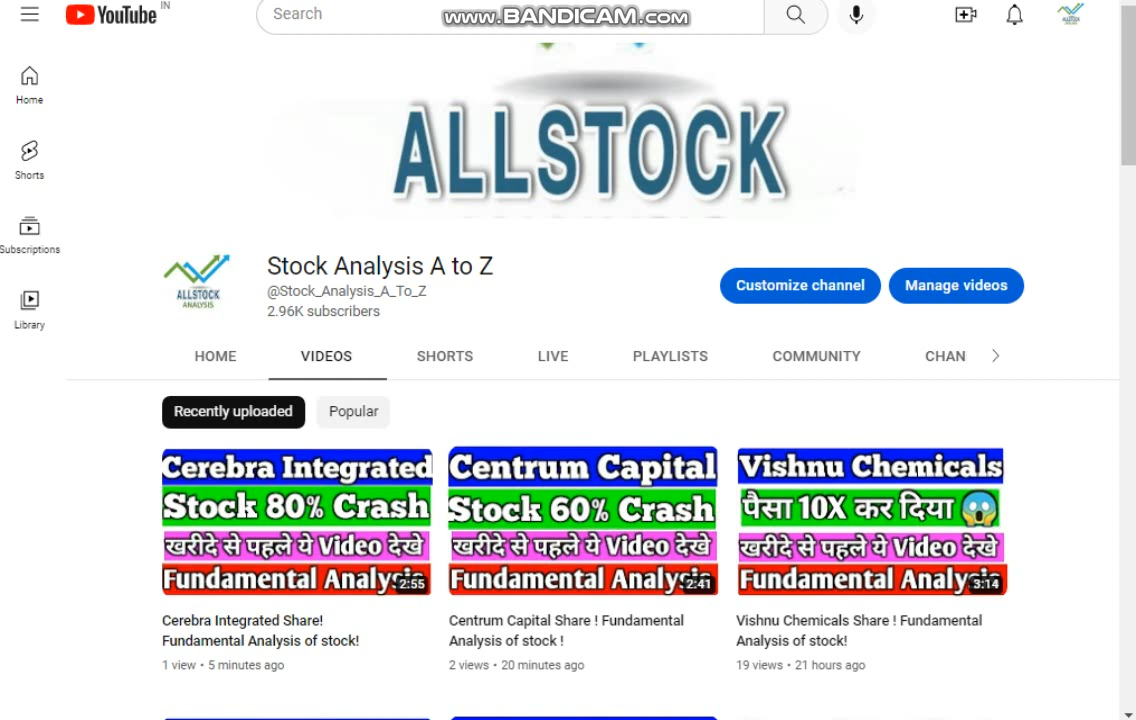 YouTube IN
Search
www.BANDICAM.com
ALLSTOCK
Home
Shorts
Subscriptions
Library
ALLSTOCK
ANALYSIS
Stock Analysis A to Z
@Stock_Analysis_A_To_Z
2.96K subscribers
Customize channel
Manage videos
HOME VIDEOS SHORTS LIVE PLAYLISTS COMMUNITY CHAN
Recently uploaded
Popular
Cerebra Integrated
Stock 80% Crash
खरीदे से पहले ये Video देखे
Fundamental Analysis
2:55
Cerebra Integrated Share!
Fundamental Analysis of stock!
1 view • 5 minutes ago
Centrum Capital
Stock 60% Crash
खरीदे से पहले ये Video देखे
Fundamental Analysis
2:41
Centrum Capital Share ! Fundamental
Analysis of stock !
2 views • 20 minutes ago
Vishnu Chemicals
पैसा 10X कर दिया
खरीदे से पहले ये Video देखे
Fundamental Analysis
3:14
Vishnu Chemicals Share ! Fundamental
Analysis of stock!
19 views • 21 hours ago